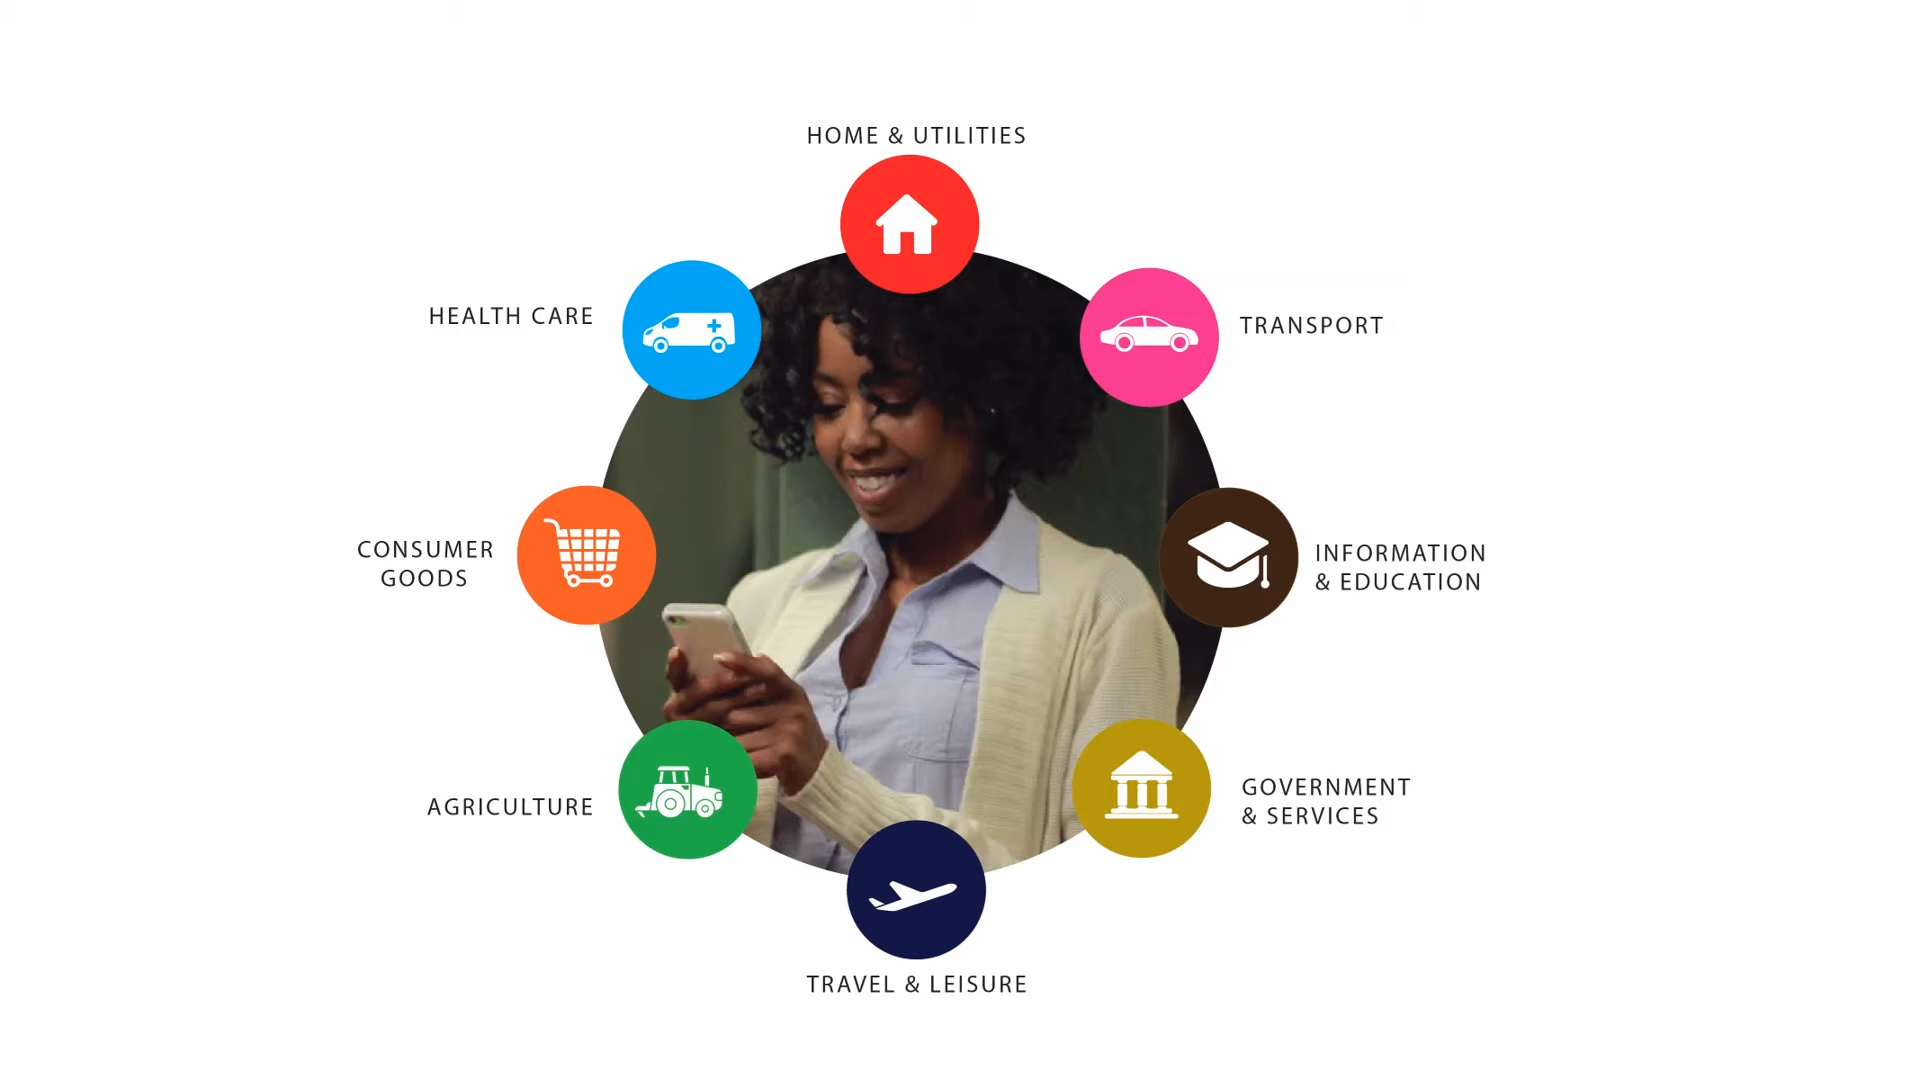 HOME & UTILITIES
HEALTH CARE
TRANSPORT
CONSUMER
GOODS
INFORMATION
& EDUCATION
AGRICULTURE
GOVERNMENT
& SERVICES
TRAVEL & LEISURE